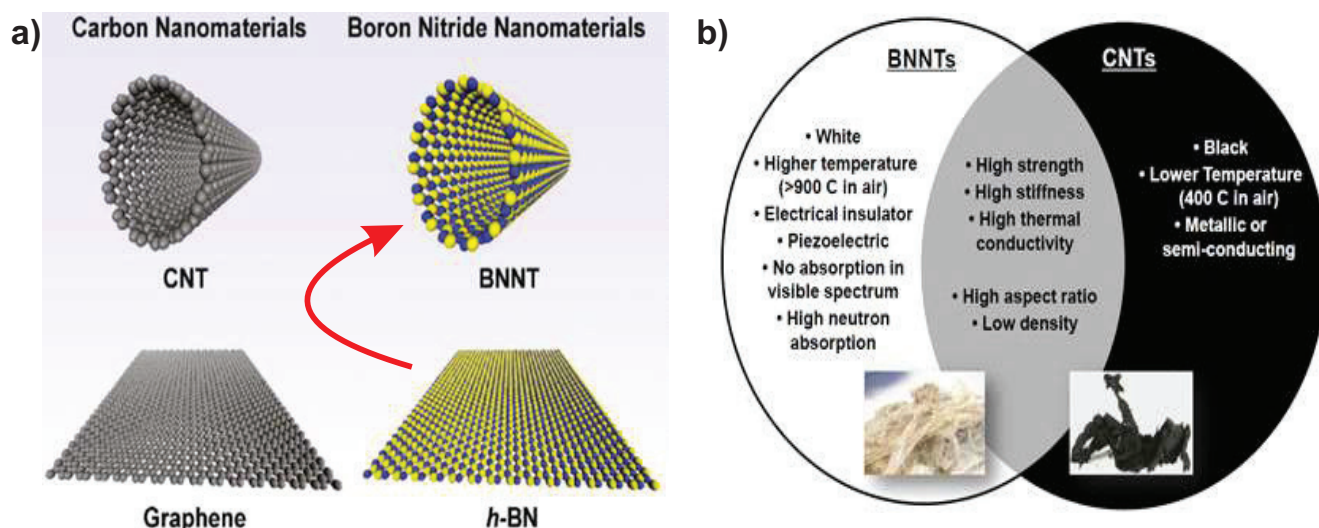 a)
Carbon Nanomaterials
Boron Nitride Nanomaterials
CNT
BNNT
Graphene
h-BN
b)
BNNTs
CNTs
• White
• Higher temperature
(>900 C in air)
• Electrical insulator
• Piezoelectric
• No absorption in
visible spectrum
• High neutron
absorption
• High strength
• High stiffness
• High thermal
conductivity
• High aspect ratio
• Low density
• Black
• Lower Temperature
(400 C in air)
• Metallic or
semi-conducting